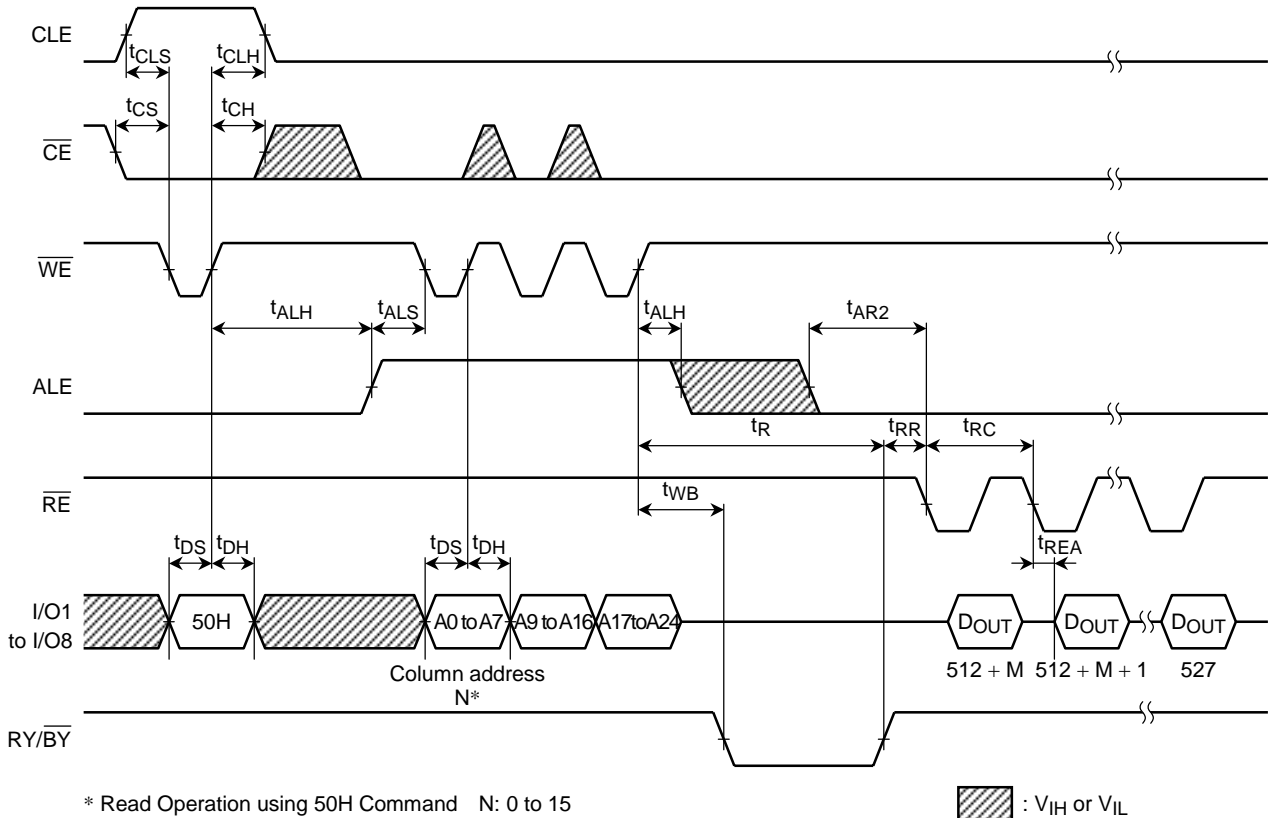 CLE
tCLS tCLH
tCS tCH
CE
WE
tALH tALS tALH tAR2
ALE
tR tRR tRC
RE
tWB
tDS tDH tDS tDH tREA
I/O1
to I/O8
50H A0 to A7 A9 to A16 A17 to A24 DOUT DOUT DOUT
Column address
N*
512 + M 512 + M + 1 527
RY/BY
* Read Operation using 50H Command N: 0 to 15
: VIH or VIL